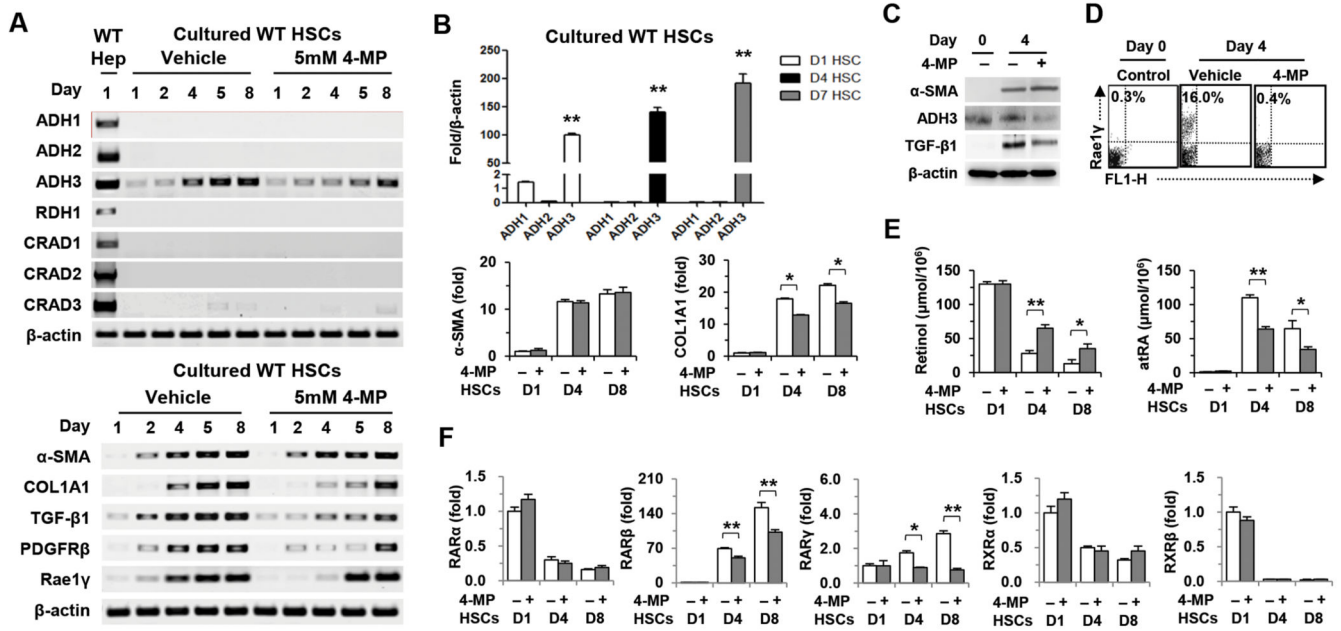 A
Cultured WT HSCs
WT Hep
Vehicle
5mM 4-MP
Day 1 1 2 4 5 8 1 2 4 5 8
ADH1
ADH2
ADH3
RDH1
CRAD1
CRAD2
CRAD3
β-actin
Cultured WT HSCs
Vehicle
5mM 4-MP
Day 1 2 4 5 8 1 2 4 5 8
α-SMA
COL1A1
TGF-β1
PDGFRβ
Rae1γ
β-actin
B
Cultured WT HSCs
Fold/β-actin
250
200
150
100
50
2
1
0
**
**
**
D1 HSC
D4 HSC
D7 HSC
ADH1 ADH2 ADH3 ADH1 ADH2 ADH3 ADH1 ADH2 ADH3
α-SMA (fold)
20
15
10
5
0
4-MP – + – + – +
HSCs D1 D4 D8
COL1A1 (fold)
30
20
10
0
*
*
4-MP – + – + – +
HSCs D1 D4 D8
C
Day 0 4
4-MP – – +
α-SMA
ADH3
TGF-β1
β-actin
D
Day 0 Day 4
Control Vehicle 4-MP
0.3% 16.0% 0.4%
Rae1γ
FL1-H
E
Retinol (µmol/10⁶)
150
100
50
0
**
*
4-MP – + – + – +
HSCs D1 D4 D8
atRA (µmol/10⁶)
150
100
50
0
**
*
4-MP – + – + – +
HSCs D1 D4 D8
F
RARα (fold)
1.5
1.0
0.5
0.0
4-MP – + – + – +
HSCs D1 D4 D8
RARβ (fold)
210
140
70
0
**
**
4-MP – + – + – +
HSCs D1 D4 D8
RARγ (fold)
6.0
4.0
2.0
0.0
*
**
4-MP – + – + – +
HSCs D1 D4 D8
RXRα (fold)
1.5
1.0
0.5
0.0
4-MP – + – + – +
HSCs D1 D4 D8
RXRβ (fold)
1.5
1.0
0.5
0.0
4-MP – + – + – +
HSCs D1 D4 D8